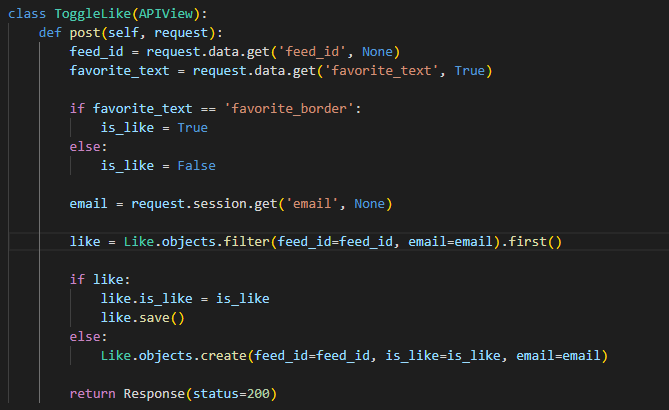 class ToggleLike(APIView):
    def post(self, request):
        feed_id = request.data.get('feed_id', None)
        favorite_text = request.data.get('favorite_text', True)

        if favorite_text == 'favorite_border':
            is_like = True
        else:
            is_like = False

        email = request.session.get('email', None)

        like = Like.objects.filter(feed_id=feed_id, email=email).first()

        if like:
            like.is_like = is_like
            like.save()
        else:
            Like.objects.create(feed_id=feed_id, is_like=is_like, email=email)

        return Response(status=200)